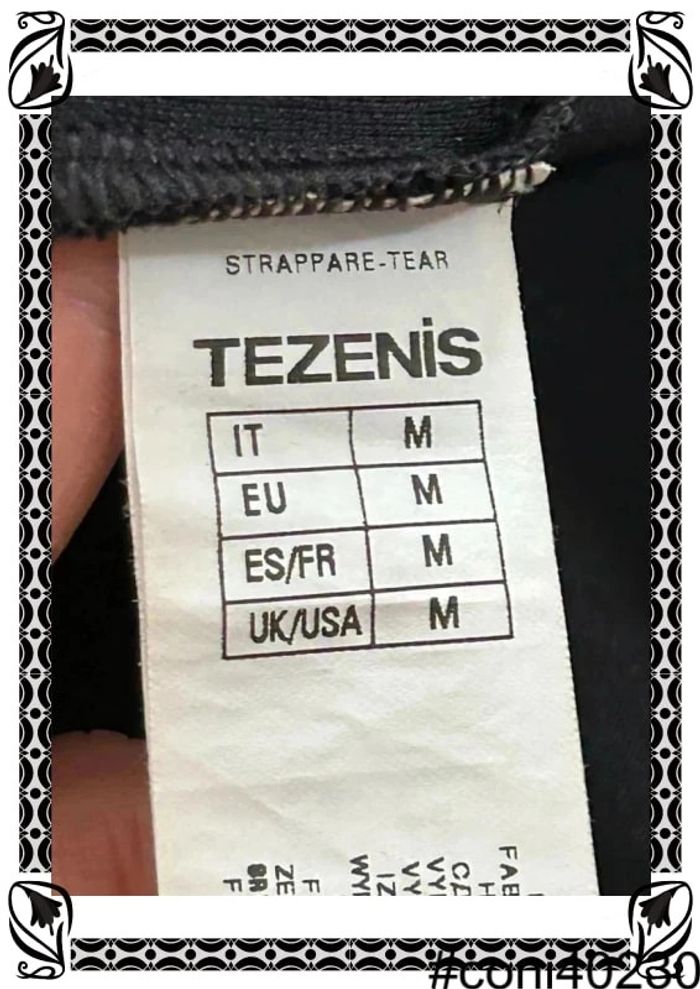 STRAPPARE-TEAR
TEZENiS
IT M
EU M
ES/FR M
UK/USA M
#coni40230